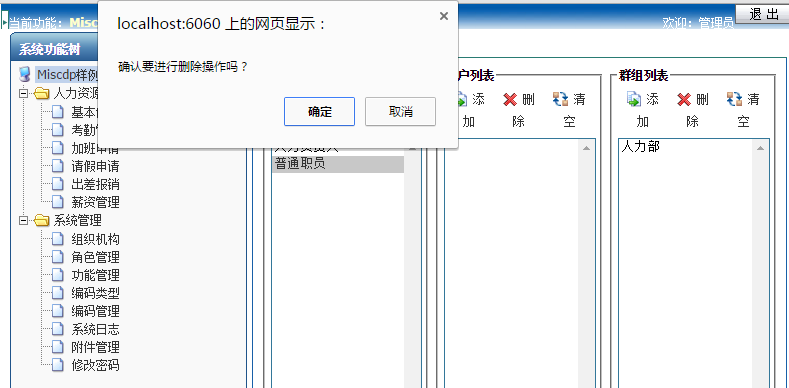 localhost:6060 上的网页显示：
确认要进行删除操作吗？
确定
取消
当前功能：Misc
欢迎：管理员
退 出
系统功能树
Miscdp样例
人力资源
基本
考勤
加班申请
请假申请
出差报销
薪资管理
系统管理
组织机构
角色管理
功能管理
编码类型
编码管理
系统日志
附件管理
修改密码
普通职员
户列表
添加
删除
清空
群组列表
添加
删除
清空
人力部